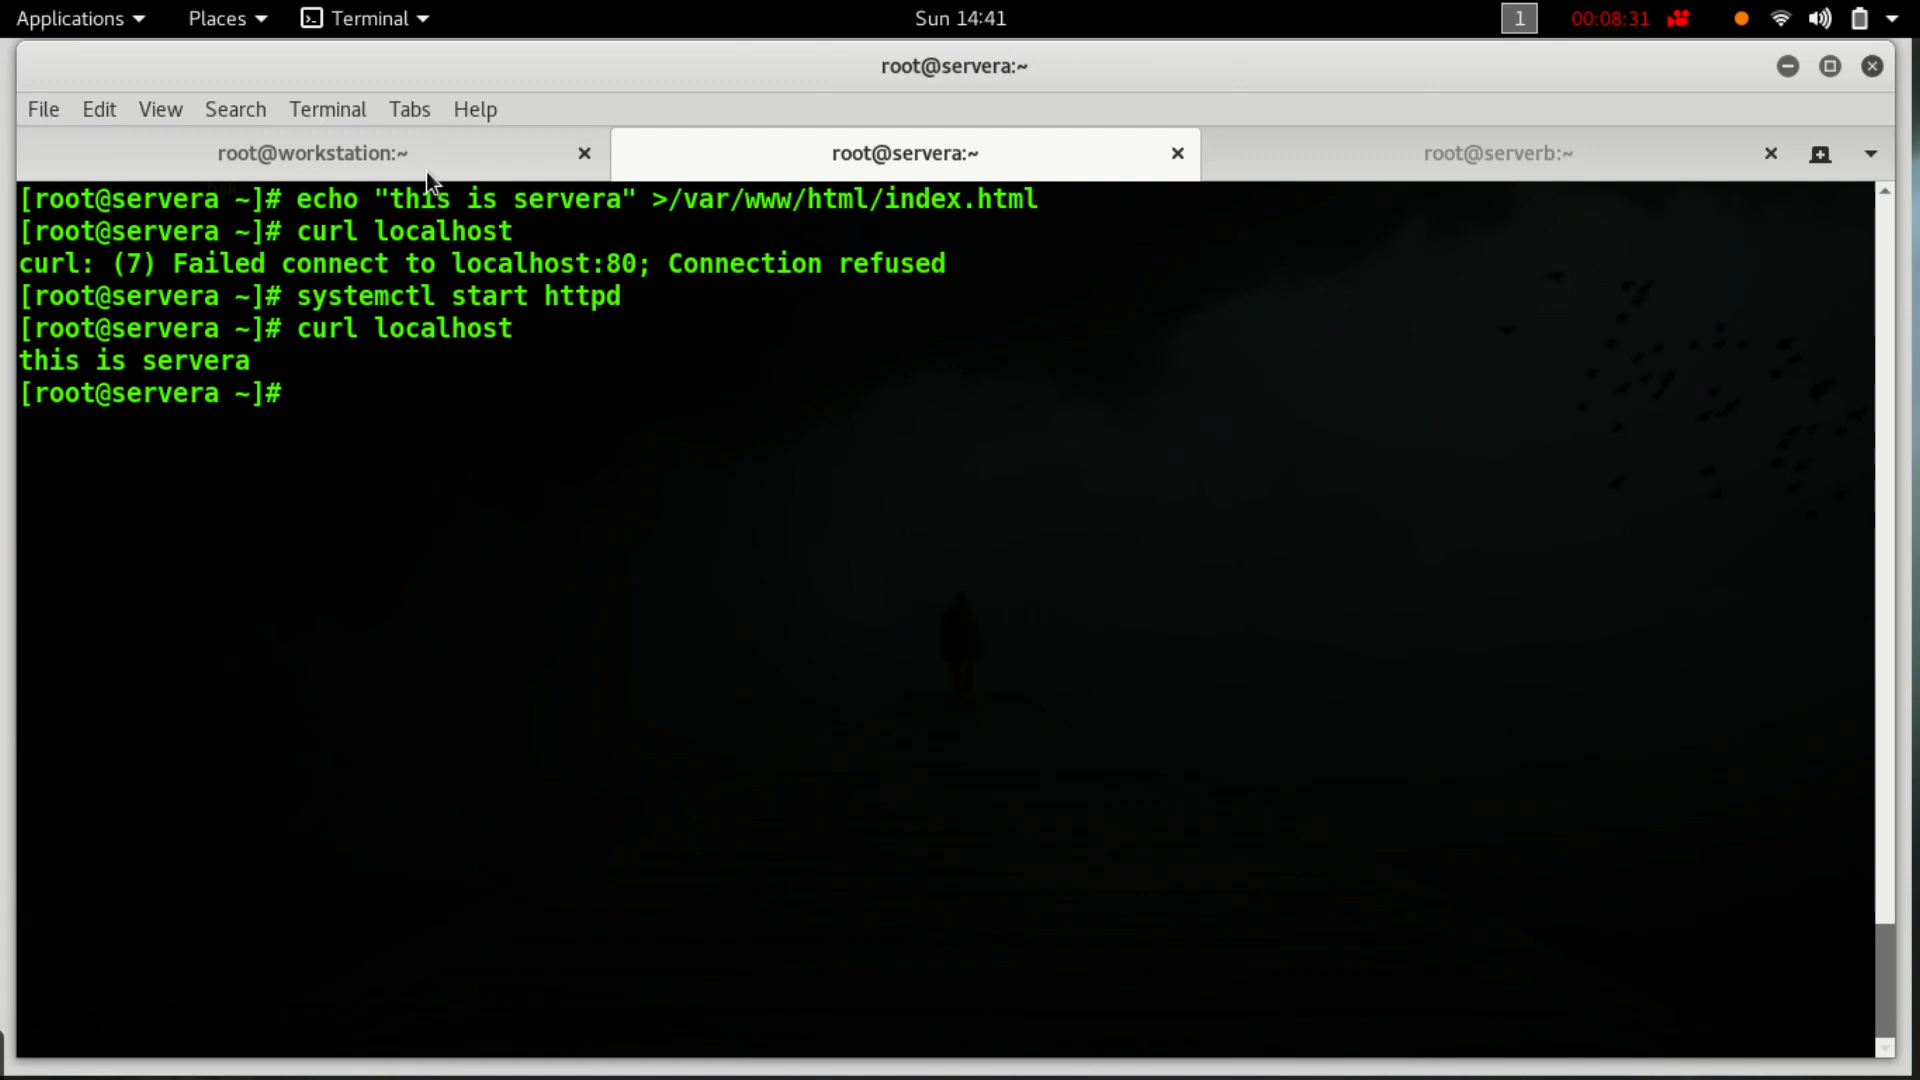 Applications Places Terminal Sun 14:41 1 00:08:31
root@servera:~
File Edit View Search Terminal Tabs Help
root@workstation:~ root@servera:~ root@serverb:~
[root@servera ~]# echo "this is servera" >/var/www/html/index.html
[root@servera ~]# curl localhost
curl: (7) Failed connect to localhost:80; Connection refused
[root@servera ~]# systemctl start httpd
[root@servera ~]# curl localhost
this is servera
[root@servera ~]#